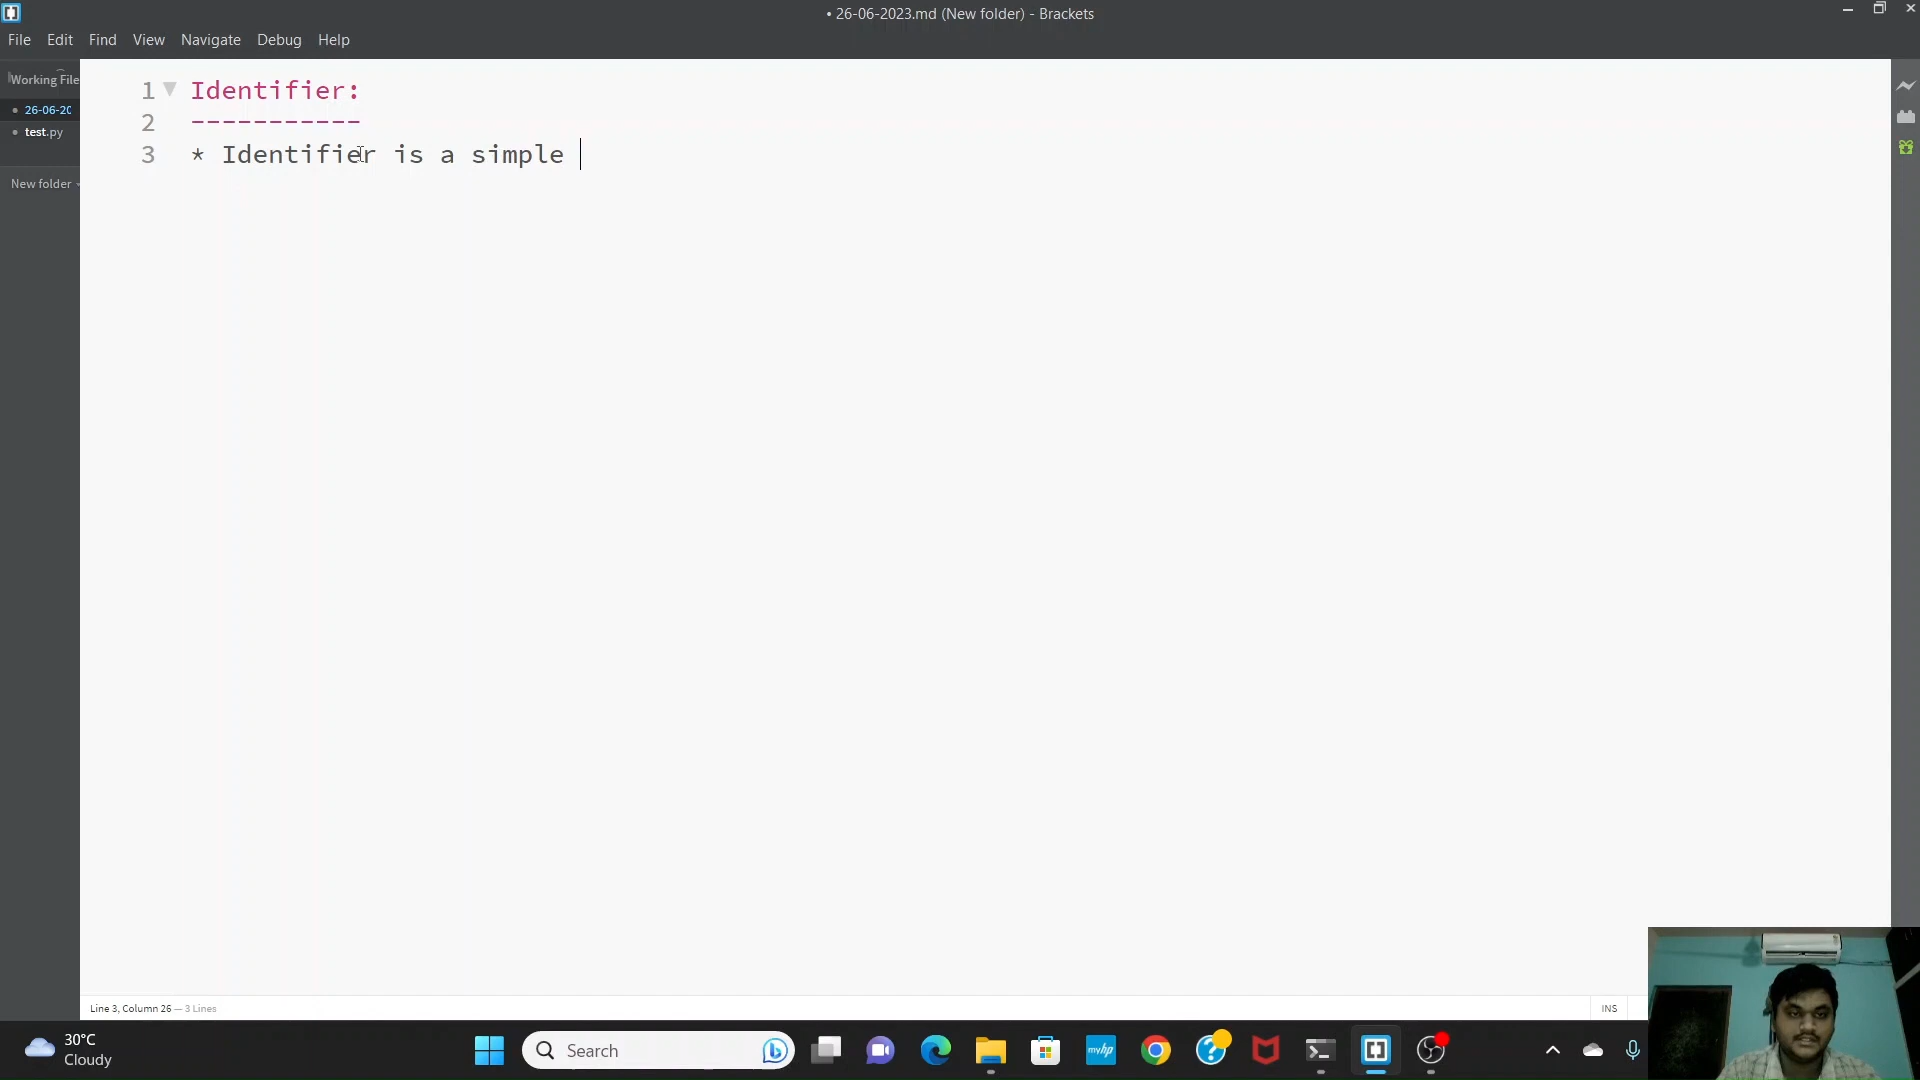 • 26-06-2023.md (New folder) - Brackets
File Edit Find View Navigate Debug Help
Working File
• 26-06-20
• test.py
New folder
1 Identifier:
2 -----------
3 * Identifier is a simple
Line 3, Column 26 — 3 Lines
INS
30°C
Cloudy
Search
myhp